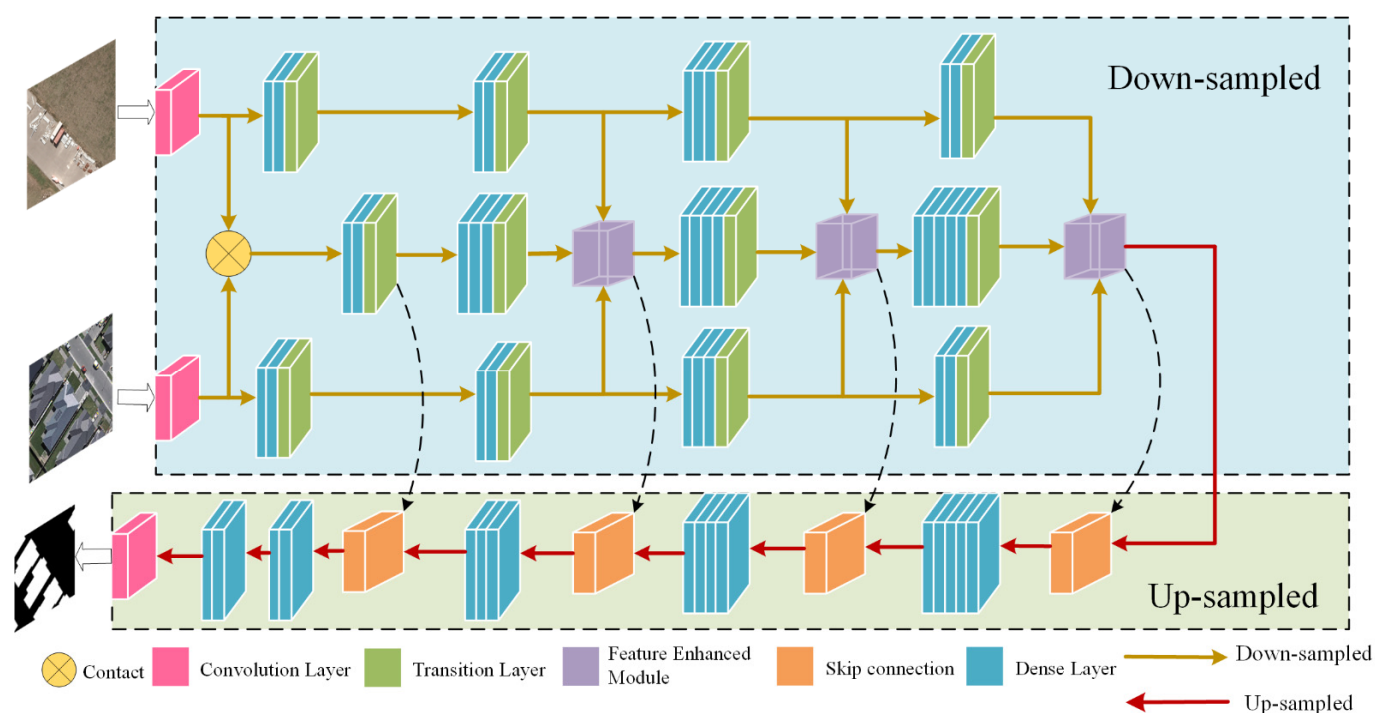 Down-sampled
Up-sampled
Contact
Convolution Layer
Transition Layer
Feature Enhanced
Module
Skip connection
Dense Layer
Down-sampled
Up-sampled